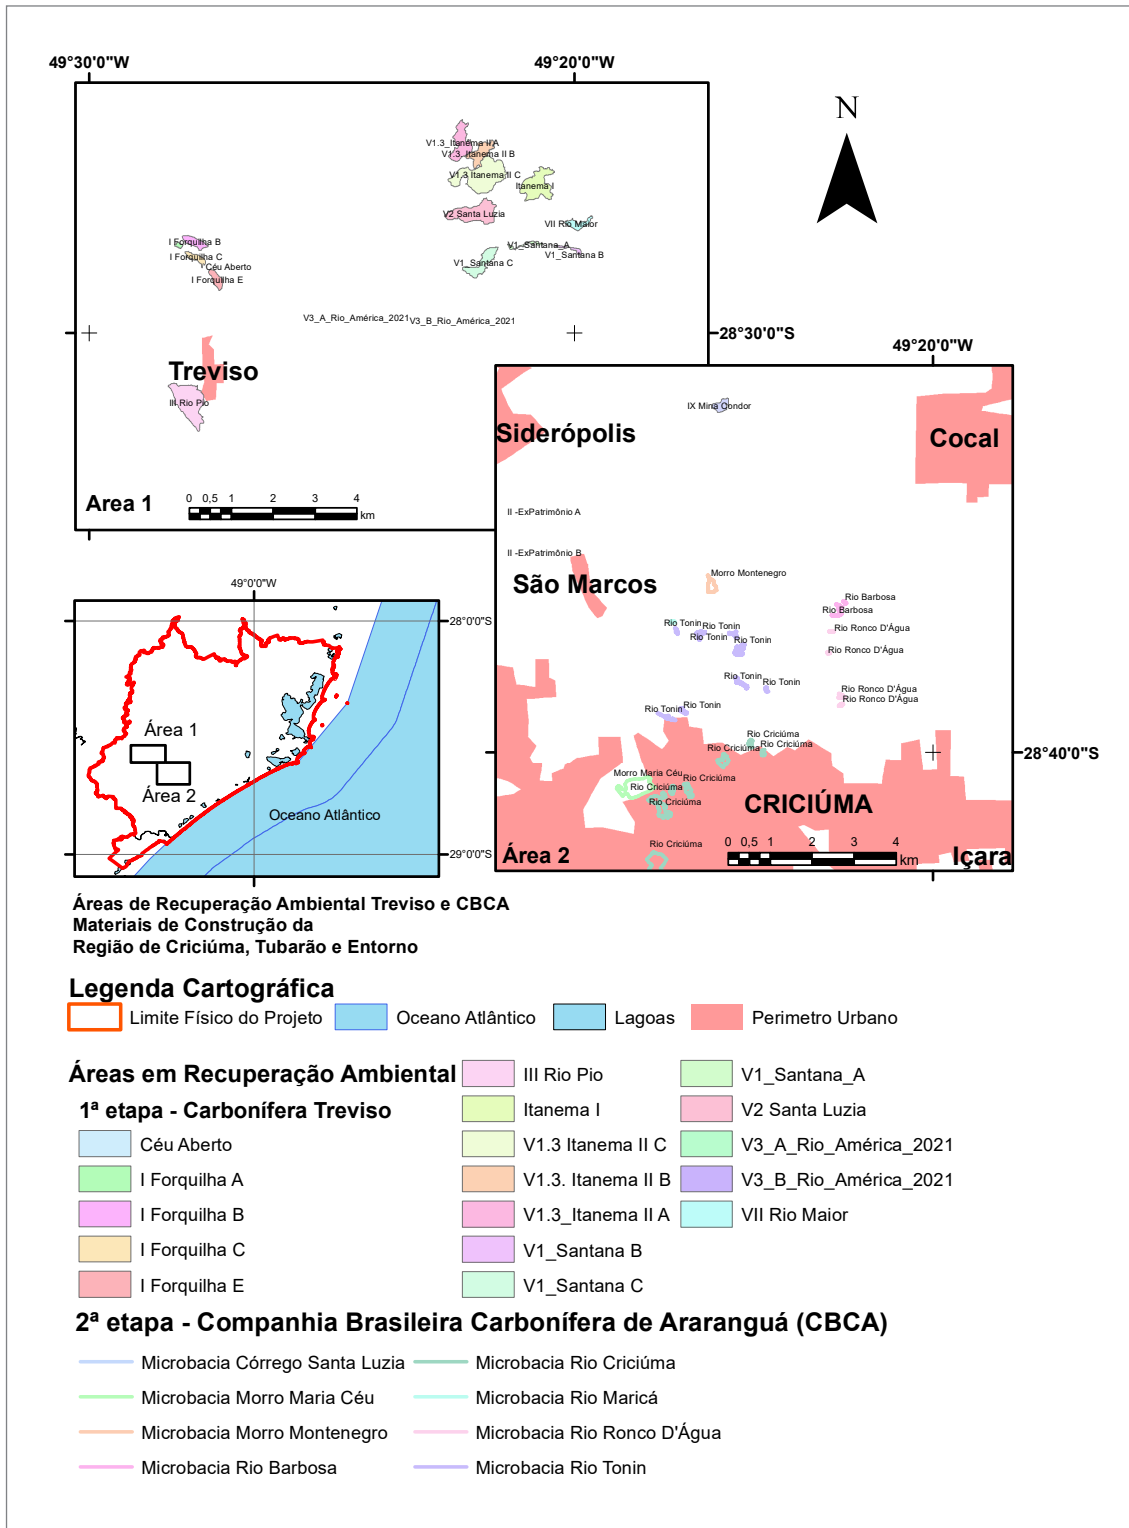 49°30'0"W
49°20'0"W
N
V1.3_Itanema II A
V1.3. Itanema II B
V1.3 Itanema II C
Itanema I
V2 Santa Luzia
VII Rio Maior
I Forquilha B
V1_Santana_A
I Forquilha C
V1_Santana B
Céu Aberto
V1_Santana C
I Forquilha E
V3_A_Rio_América_2021
V3_B_Rio_América_2021
28°30'0"S
49°20'0"W
Treviso
III Rio Pio
Area 1
0 0,5 1 2 3 4
km
IX Mina Condor
Siderópolis
Cocal
II -ExPatrimônio A
II -ExPatrimônio B
São Marcos
Morro Montenegro
Rio Barbosa
Rio Barbosa
Rio Tonin
Rio Tonin
Rio Ronco D'Água
Rio Tonin
Rio Tonin
Rio Ronco D'Água
Rio Tonin
Rio Tonin
Rio Ronco D'Água
Rio Ronco D'Água
Rio Tonin
Rio Tonin
Rio Criciúma
Rio Criciúma
Rio Criciúma
28°40'0"S
Morro Maria Céu
Rio Criciúma
Rio Criciúma
Rio Criciúma
CRICIÚMA
Rio Criciúma
0 0,5 1 2 3 4
km
Área 2
Içara
49°0'0"W
28°0'0"S
Área 1
Área 2
Oceano Atlântico
29°0'0"S
Áreas de Recuperação Ambiental Treviso e CBCA
Materiais de Construção da
Região de Criciúma, Tubarão e Entorno
Legenda Cartográfica
Limite Físico do Projeto
Oceano Atlântico
Lagoas
Perimetro Urbano
Áreas em Recuperação Ambiental
1ª etapa - Carbonífera Treviso
Céu Aberto
I Forquilha A
I Forquilha B
I Forquilha C
I Forquilha E
III Rio Pio
Itanema I
V1.3 Itanema II C
V1.3. Itanema II B
V1.3_Itanema II A
V1_Santana B
V1_Santana C
V1_Santana_A
V2 Santa Luzia
V3_A_Rio_América_2021
V3_B_Rio_América_2021
VII Rio Maior
2ª etapa - Companhia Brasileira Carbonífera de Araranguá (CBCA)
Microbacia Córrego Santa Luzia
Microbacia Morro Maria Céu
Microbacia Morro Montenegro
Microbacia Rio Barbosa
Microbacia Rio Criciúma
Microbacia Rio Maricá
Microbacia Rio Ronco D'Água
Microbacia Rio Tonin